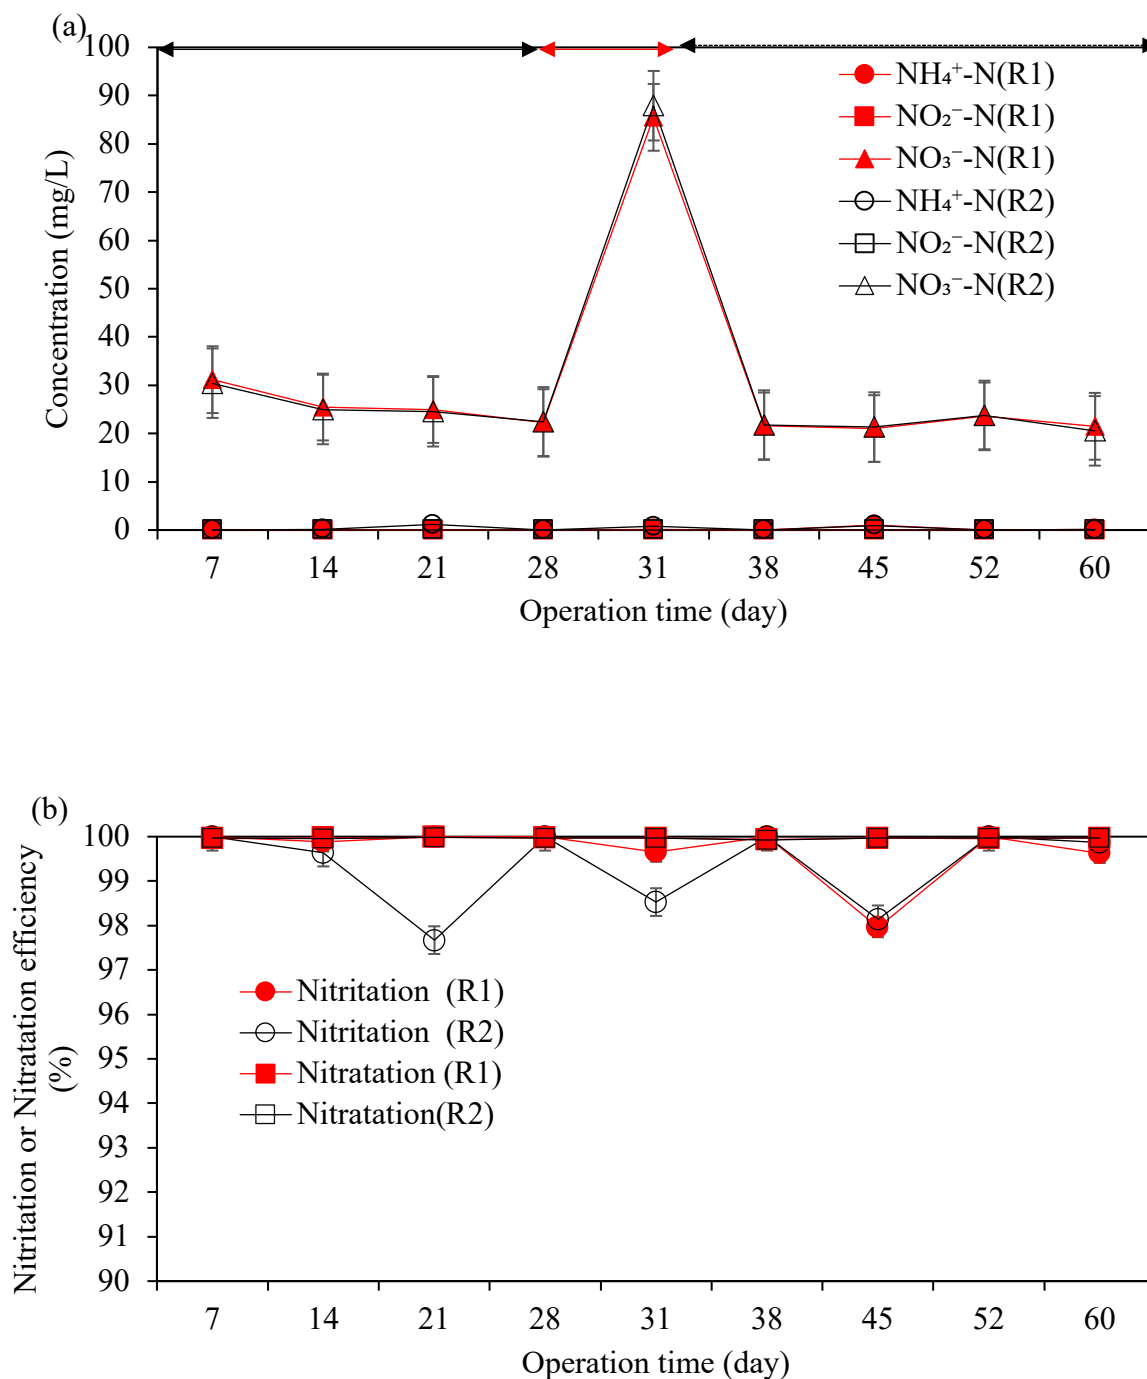 (a)
100
90
80
70
60
50
40
30
20
10
0
Concentration (mg/L)
NH₄⁺-N(R1)
NO₂⁻-N(R1)
NO₃⁻-N(R1)
NH₄⁺-N(R2)
NO₂⁻-N(R2)
NO₃⁻-N(R2)
7 14 21 28 31 38 45 52 60
Operation time (day)
(b)
100
99
98
97
96
95
94
93
92
91
90
Nitritation or Nitratation efficiency
(%)
Nitritation (R1)
Nitritation (R2)
Nitratation (R1)
Nitratation(R2)
7 14 21 28 31 38 45 52 60
Operation time (day)